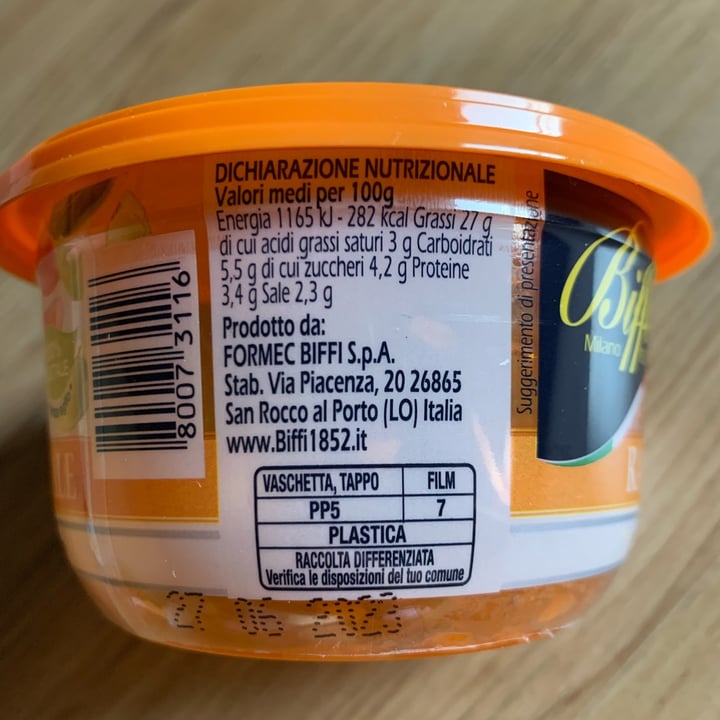 DICHIARAZIONE NUTRIZIONALE
Valori medi per 100g
Energia 1165 kJ - 282 kcal Grassi 27 g
di cui acidi grassi saturi 3 g Carboidrati
5,5 g di cui zuccheri 4,2 g Proteine
3,4 g Sale 2,3 g
Prodotto da:
FORMEC BIFFI S.p.A.
Stab. Via Piacenza, 20 26865
San Rocco al Porto (LO) Italia
www.Biffi1852.it
VASCHETTA, TAPPO FILM
PP5 7
PLASTICA
RACCOLTA DIFFERENZIATA
Verifica le disposizioni del tuo comune
27 06 2023
8007 3116
Suggerimento di presentazione
Biff
Milano